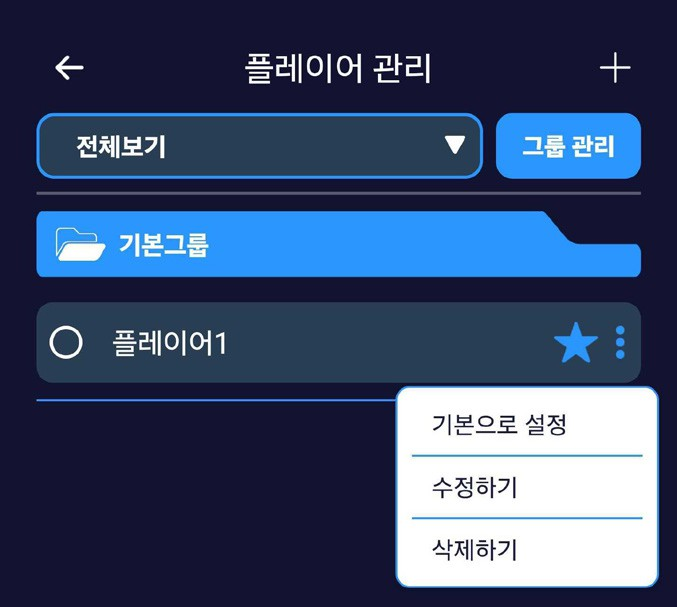 플레이어 관리
전체보기
그룹 관리
기본그룹
플레이어1
기본으로 설정
수정하기
삭제하기